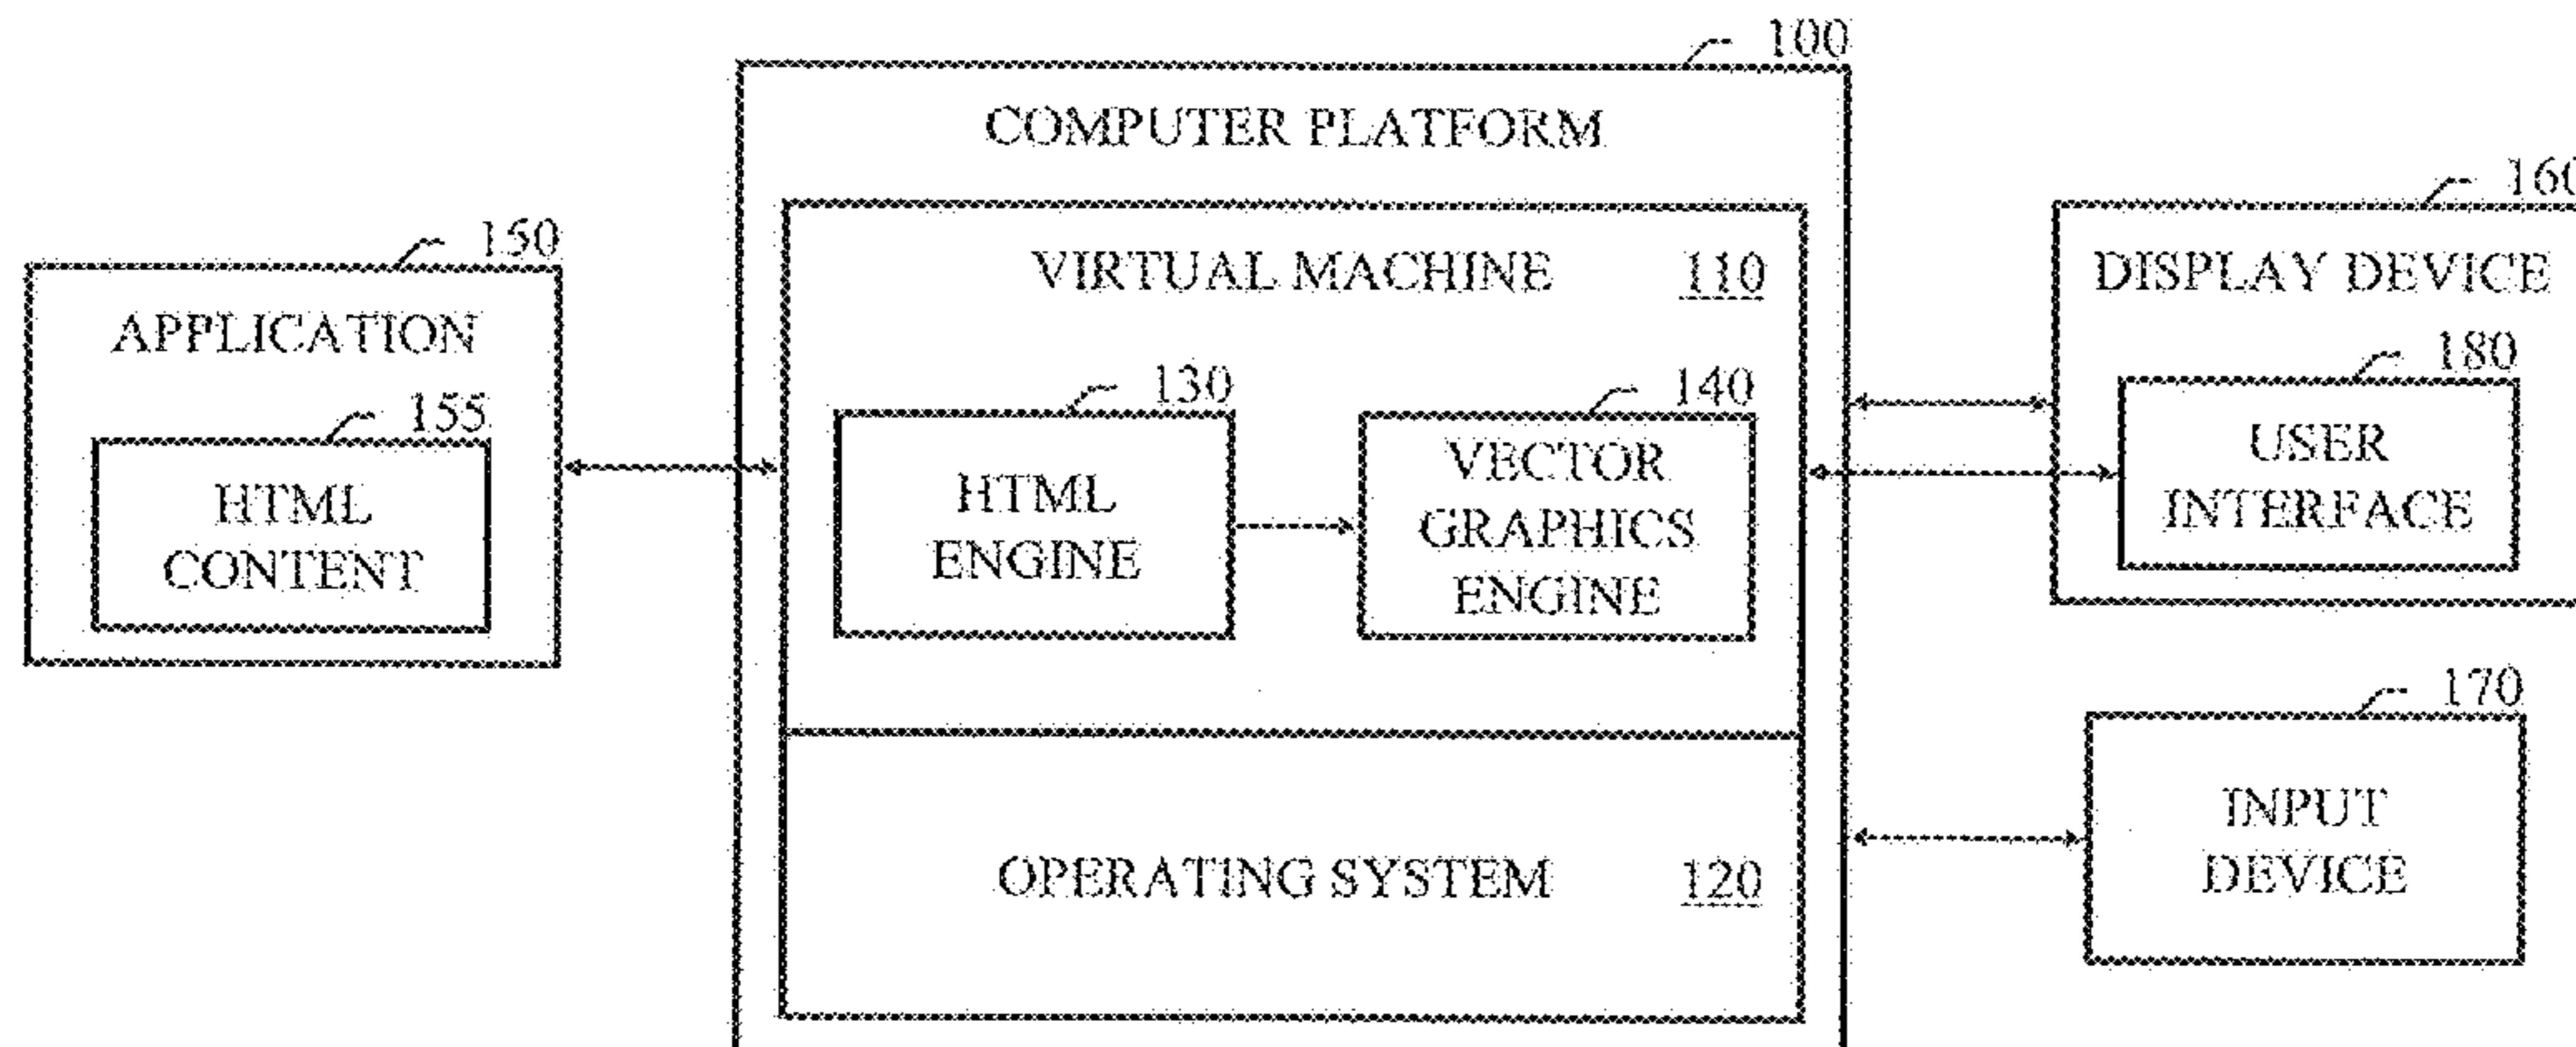 100
COMPUTER PLATFORM
150
APPLICATION
155
HTML
CONTENT
VIRTUAL MACHINE 110
130
HTML
ENGINE
140
VECTOR
GRAPHICS
ENGINE
OPERATING SYSTEM 120
160
DISPLAY DEVICE
180
USER
INTERFACE
170
INPUT
DEVICE